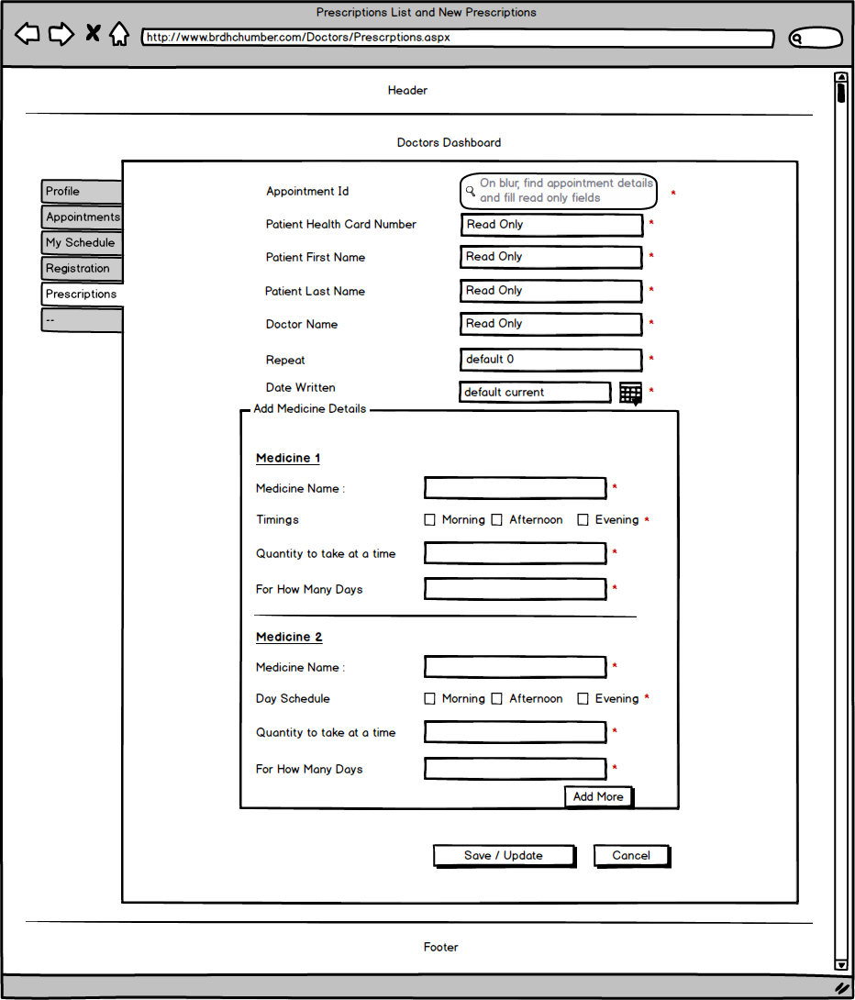 Prescriptions List and New Prescriptions
http://www.brdhchumber.com/Doctors/Prescrptions.aspx
Header
Doctors Dashboard
Profile
Appointments
My Schedule
Registration
Prescriptions
--
Appointment Id
On blur, find appointment details
and fill read only fields
*
Patient Health Card Number Read Only *
Patient First Name Read Only *
Patient Last Name Read Only *
Doctor Name Read Only *
Repeat default 0 *
Date Written default current *
Add Medicine Details
Medicine 1
Medicine Name : *
Timings Morning Afternoon Evening *
Quantity to take at a time *
For How Many Days *
Medicine 2
Medicine Name : *
Day Schedule Morning Afternoon Evening *
Quantity to take at a time *
For How Many Days *
Add More
Save / Update Cancel
Footer